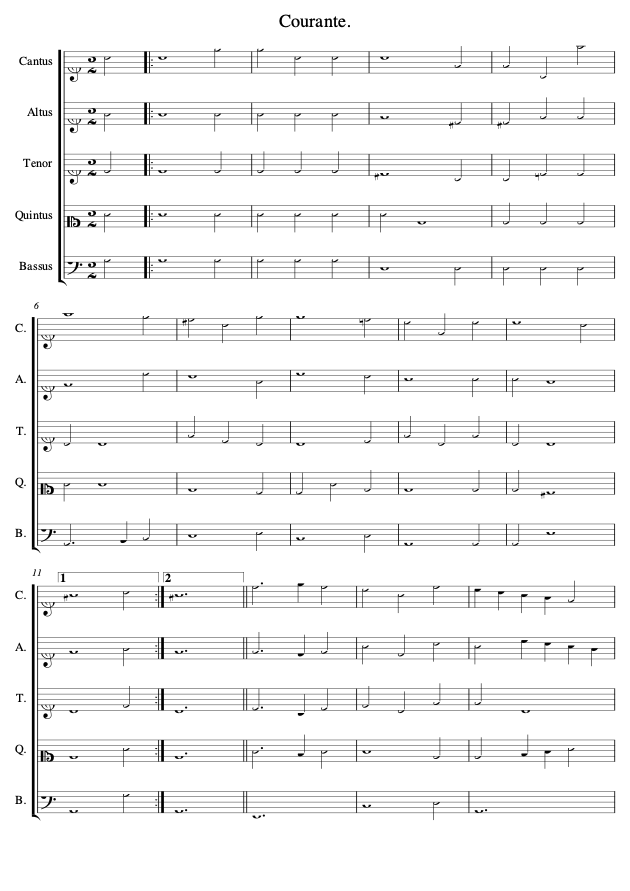 Courante.
Cantus
Altus
Tenor
Quintus
Bassus
6
C.
A.
T.
Q.
B.
11
1
2
C.
A.
T.
Q.
B.